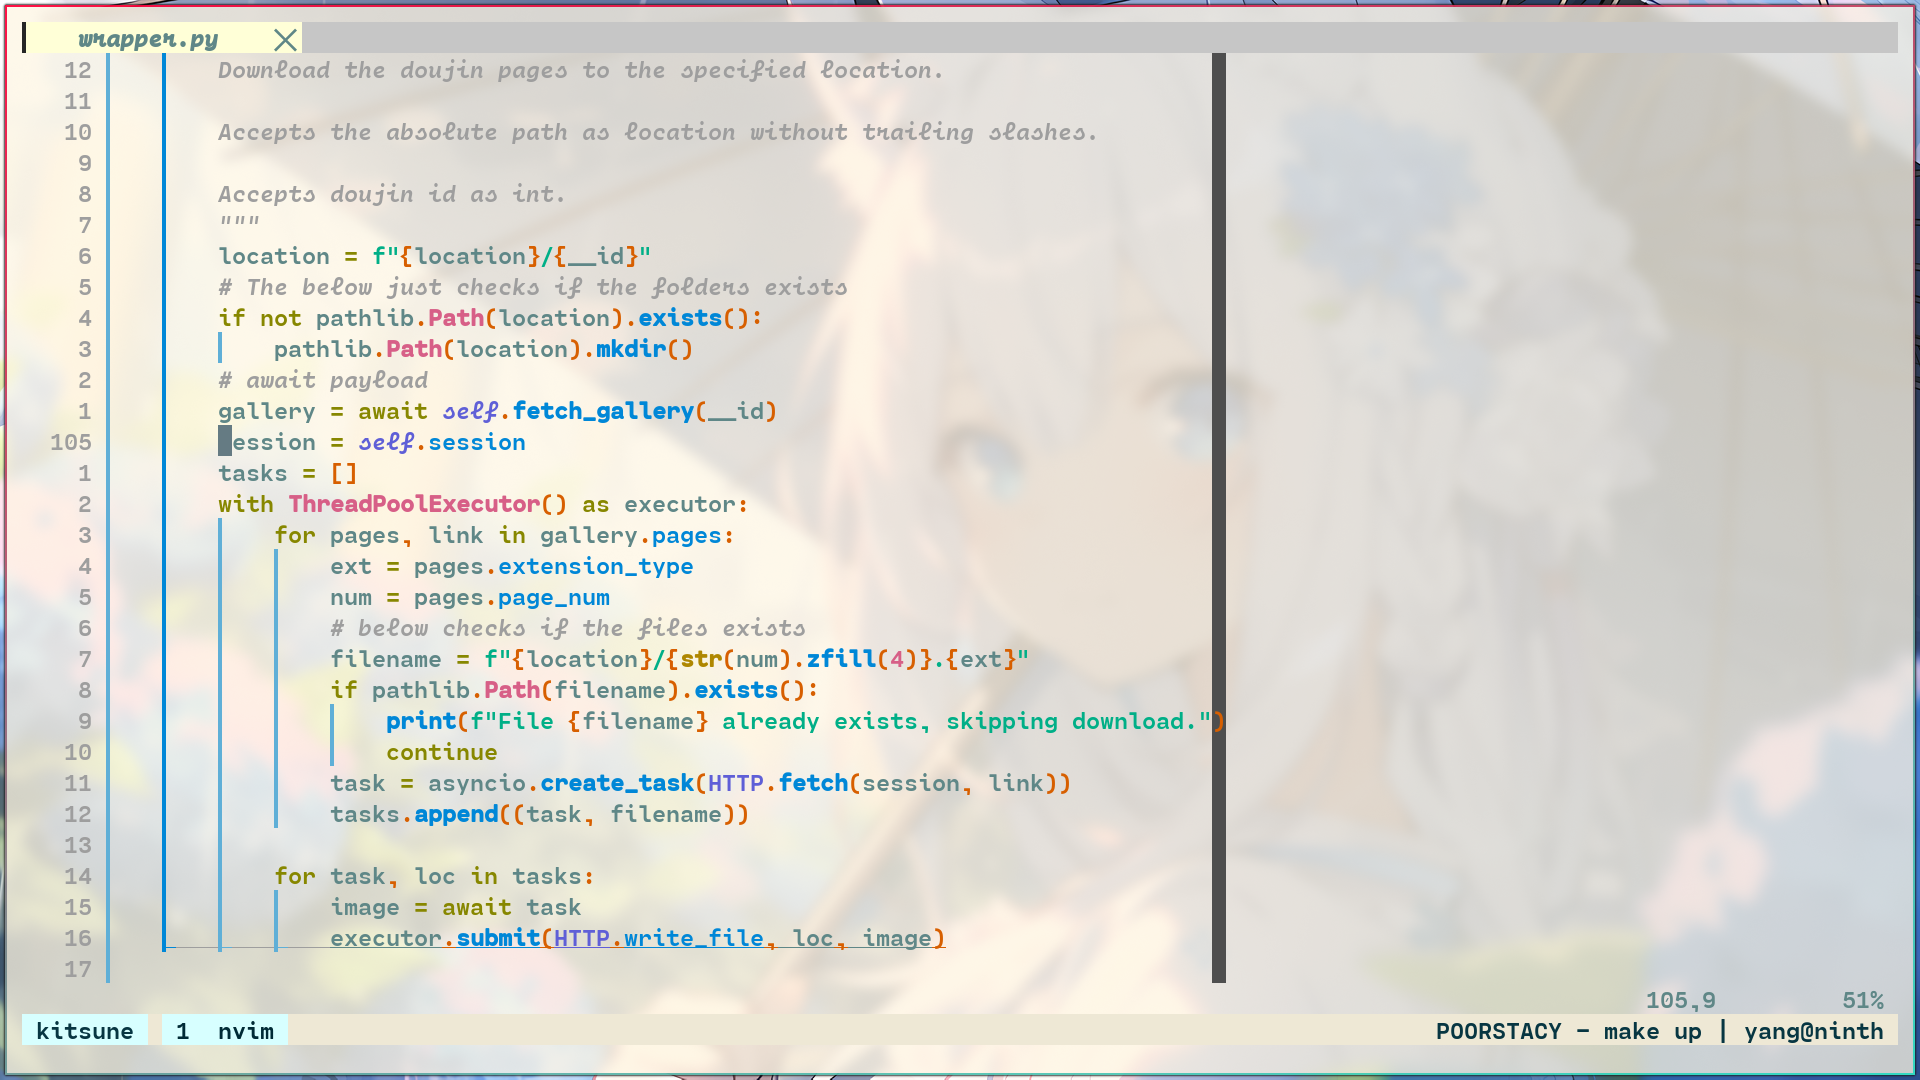 wrapper.py
12 Download the doujin pages to the specified location.
11
10 Accepts the absolute path as location without trailing slashes.
9
8 Accepts doujin id as int.
7 """
6 location = f"{location}/{__id}"
5 # The below just checks if the folders exists
4 if not pathlib.Path(location).exists():
3 pathlib.Path(location).mkdir()
2 # await payload
1 gallery = await self.fetch_gallery(__id)
105 ession = self.session
1 tasks = []
2 with ThreadPoolExecutor() as executor:
3 for pages, link in gallery.pages:
4 ext = pages.extension_type
5 num = pages.page_num
6 # below checks if the files exists
7 filename = f"{location}/{str(num).zfill(4)}.{ext}"
8 if pathlib.Path(filename).exists():
9 print(f"File {filename} already exists, skipping download.")
10 continue
11 task = asyncio.create_task(HTTP.fetch(session, link))
12 tasks.append((task, filename))
13
14 for task, loc in tasks:
15 image = await task
16 executor.submit(HTTP.write_file, loc, image)
17
105,9 51%
kitsune 1 nvim POORSTACY - make up | yang@ninth